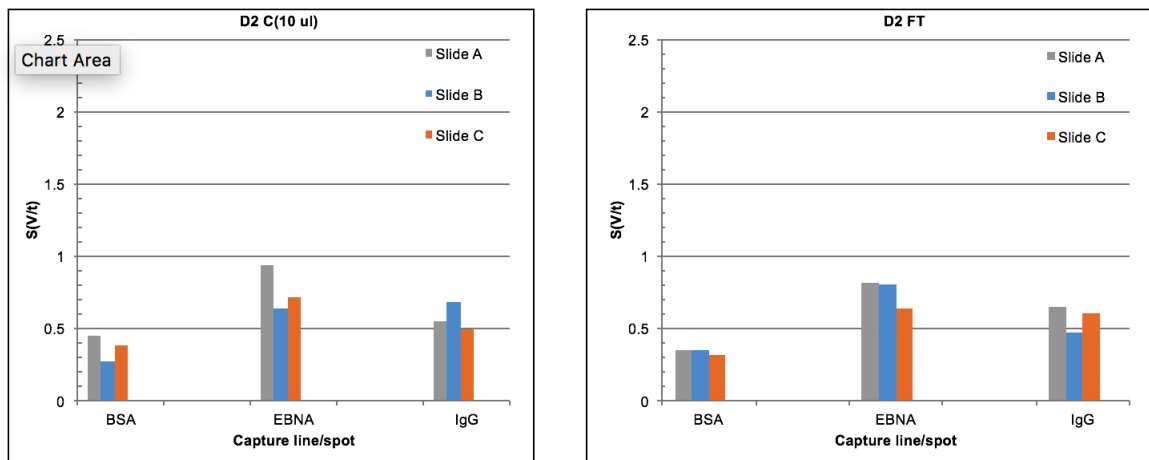 D2 C(10 ul)
2.5
Chart Area
2
1.5
1
0.5
0
S(V/t)
Slide A
Slide B
Slide C
BSA
EBNA
IgG
Capture line/spot
D2 FT
2.5
2
1.5
1
0.5
0
S(V/t)
Slide A
Slide B
Slide C
BSA
EBNA
IgG
Capture line/spot